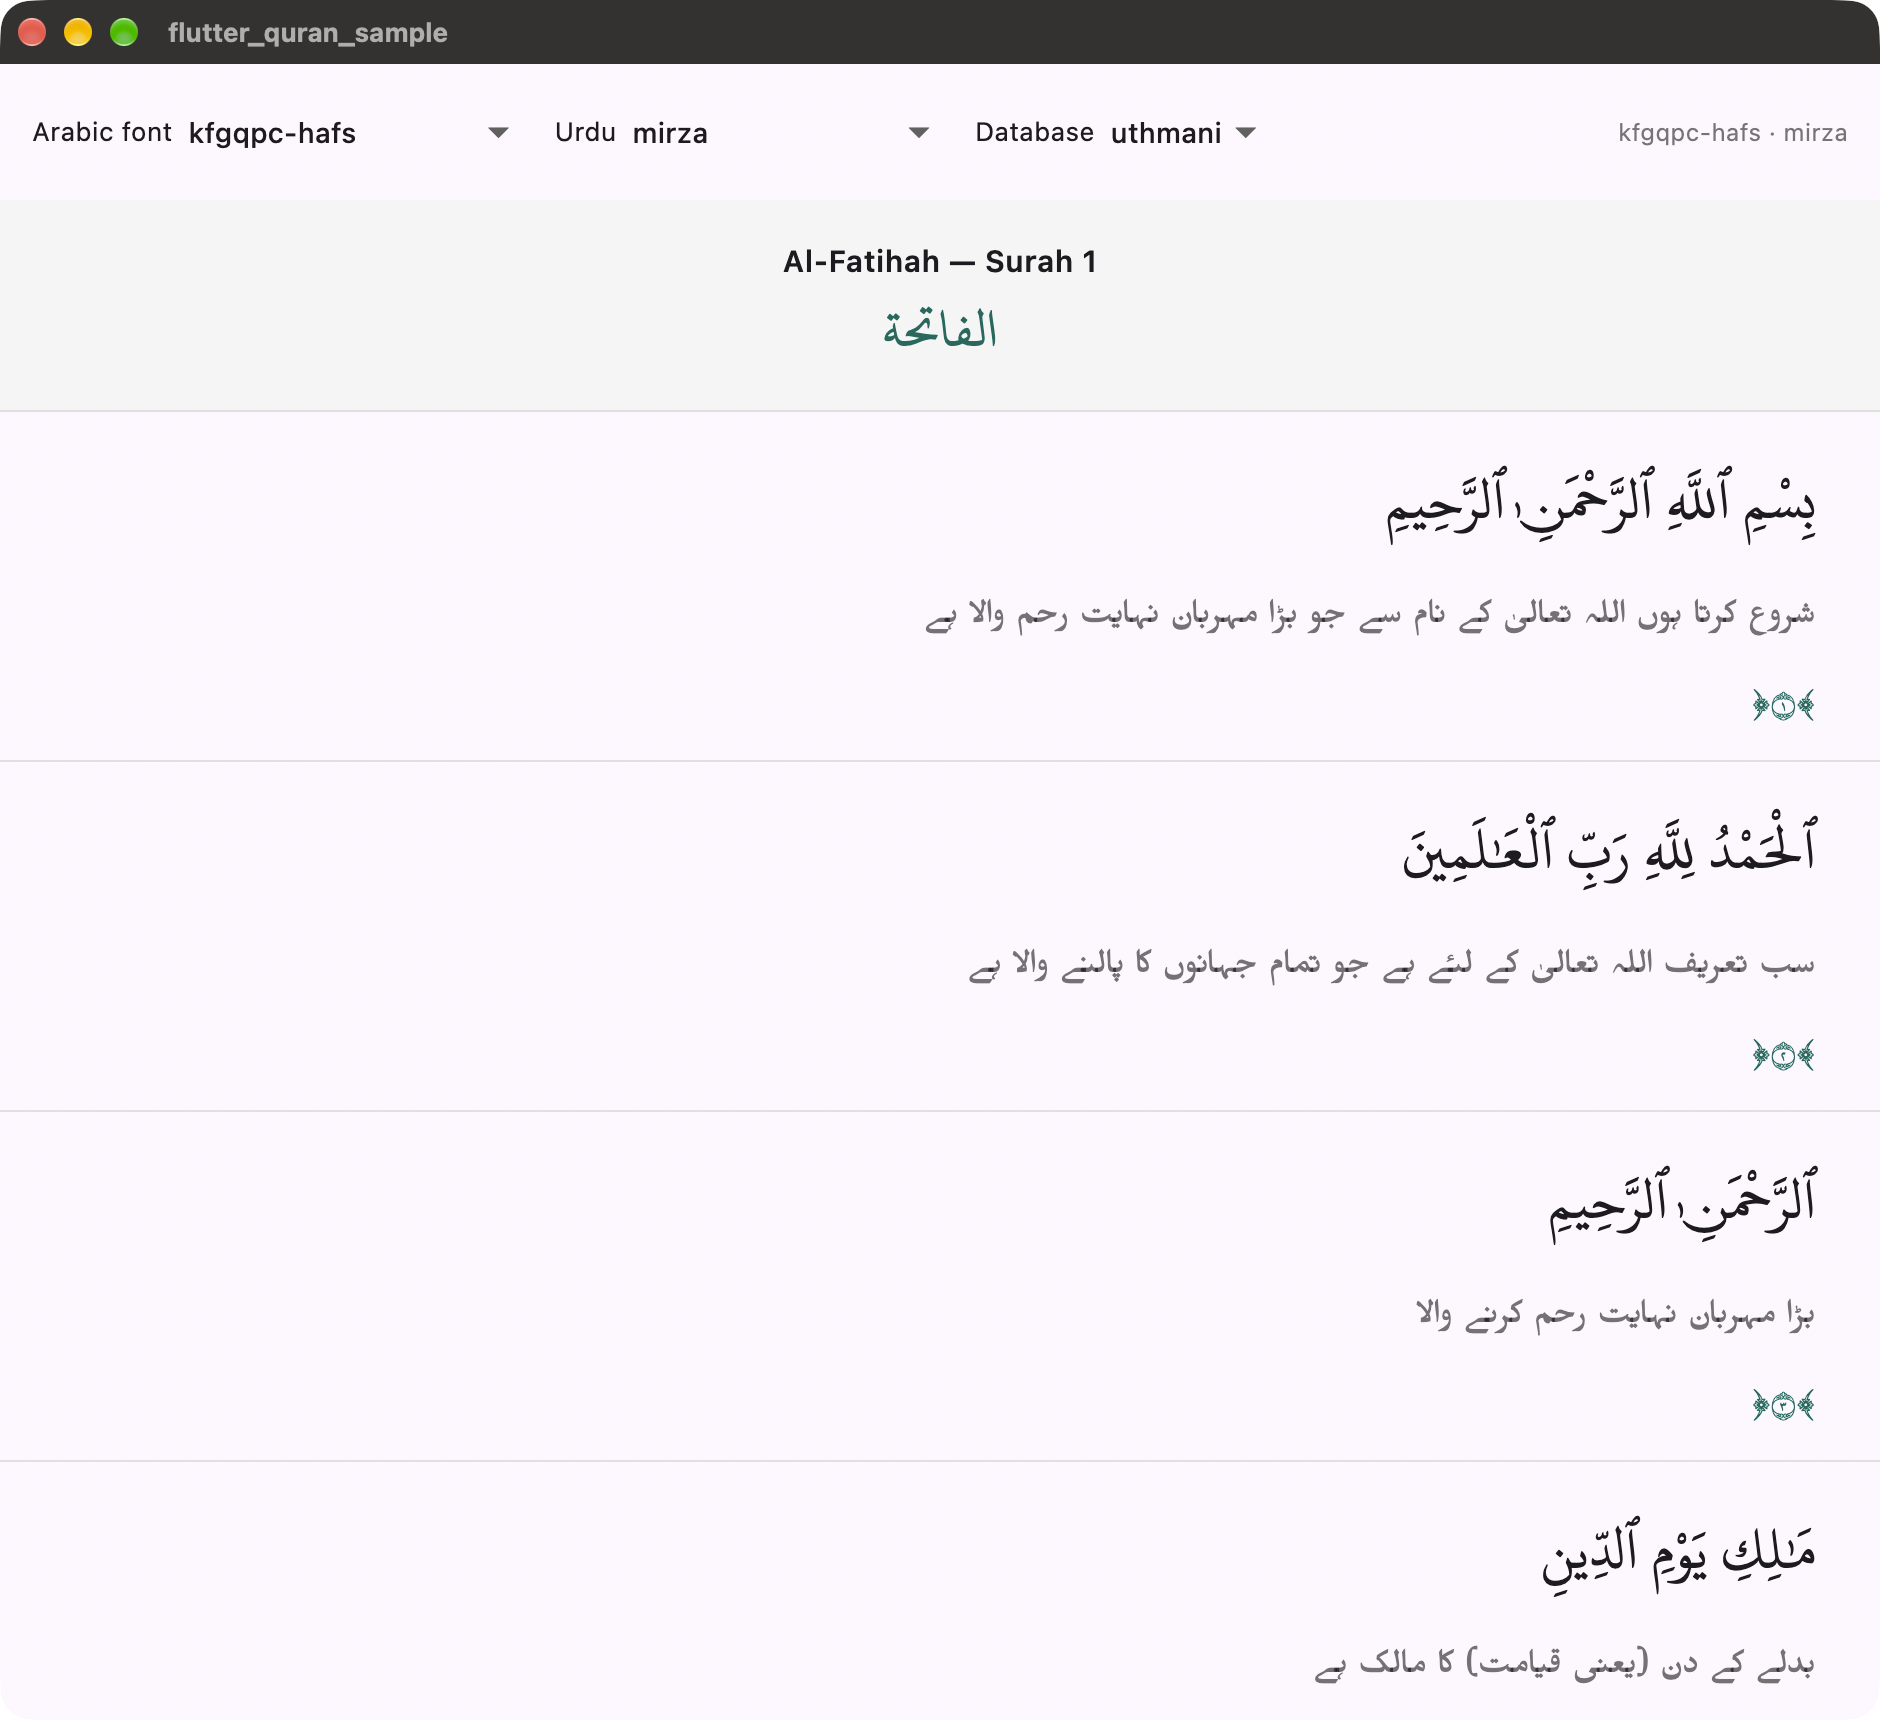 flutter_quran_sample
Arabic font kfgqpc-hafs Urdu mirza Database uthmani kfgqpc-hafs · mirza
Al-Fatihah — Surah 1
الفاتحة
بِسْمِ ٱللَّهِ ٱلرَّحْمَنِٰ ٱلرَّحِيمِ
شروع کرتا ہوں اللہ تعالیٰ کے نام سے جو بڑا مہربان نہایت رحم والا ہے
﴿١﴾
ٱلْحَمْدُ لِلَّهِ رَبِّ ٱلْعَٰلَمِينَ
سب تعریف اللہ تعالیٰ کے لئے ہے جو تمام جہانوں کا پالنے والا ہے
﴿٢﴾
ٱلرَّحْمَنِٰ ٱلرَّحِيمِ
بڑا مہربان نہایت رحم کرنے والا
﴿٣﴾
مَٰلِكِ يَوْمِ ٱلدِّينِ
بدلے کے دن (یعنی قیامت) کا مالک ہے